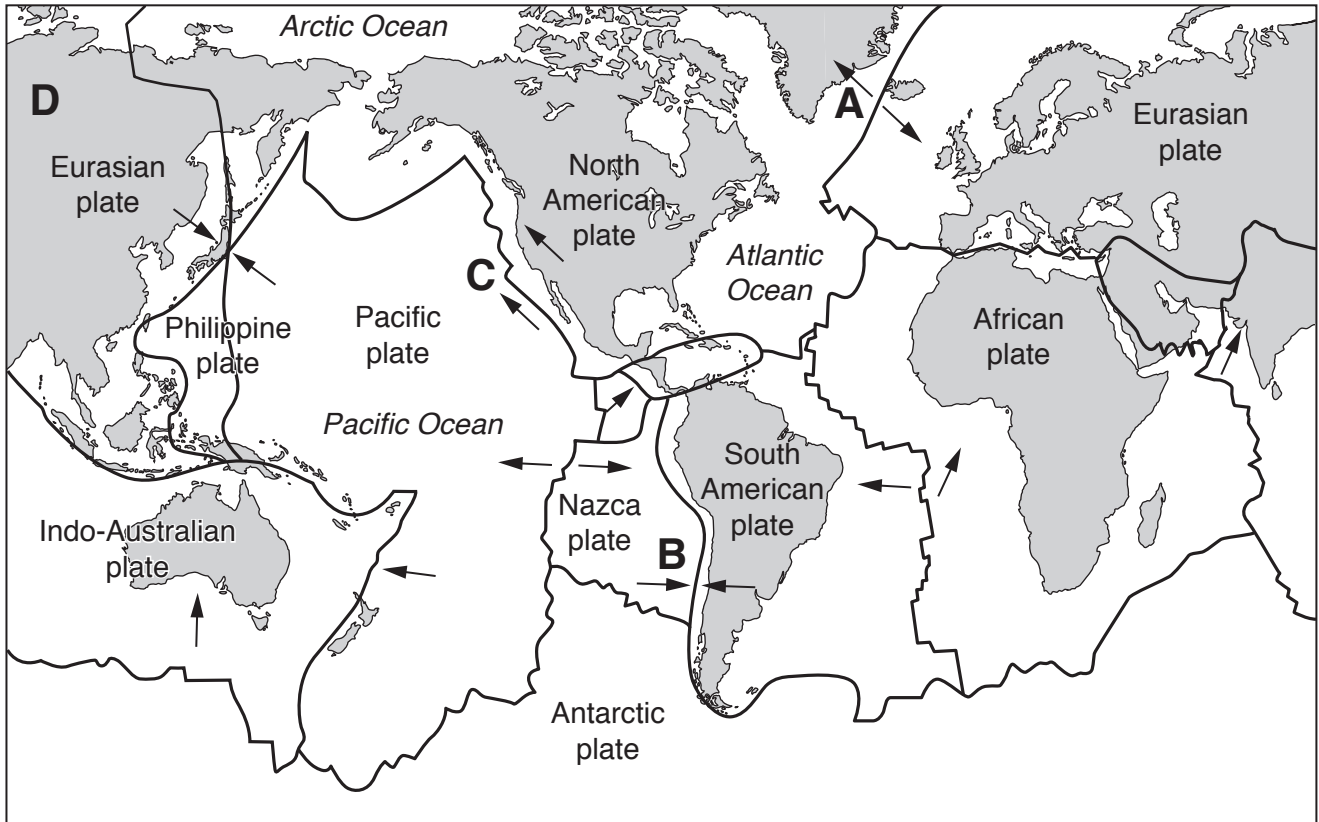 Arctic Ocean
D
A
Eurasian
plate
Eurasian
plate
North
American
plate
C
Atlantic
Ocean
Philippine
plate
Pacific
plate
African
plate
Pacific Ocean
South
American
plate
Nazca
plate
Indo-Australian
plate
B
Antarctic
plate